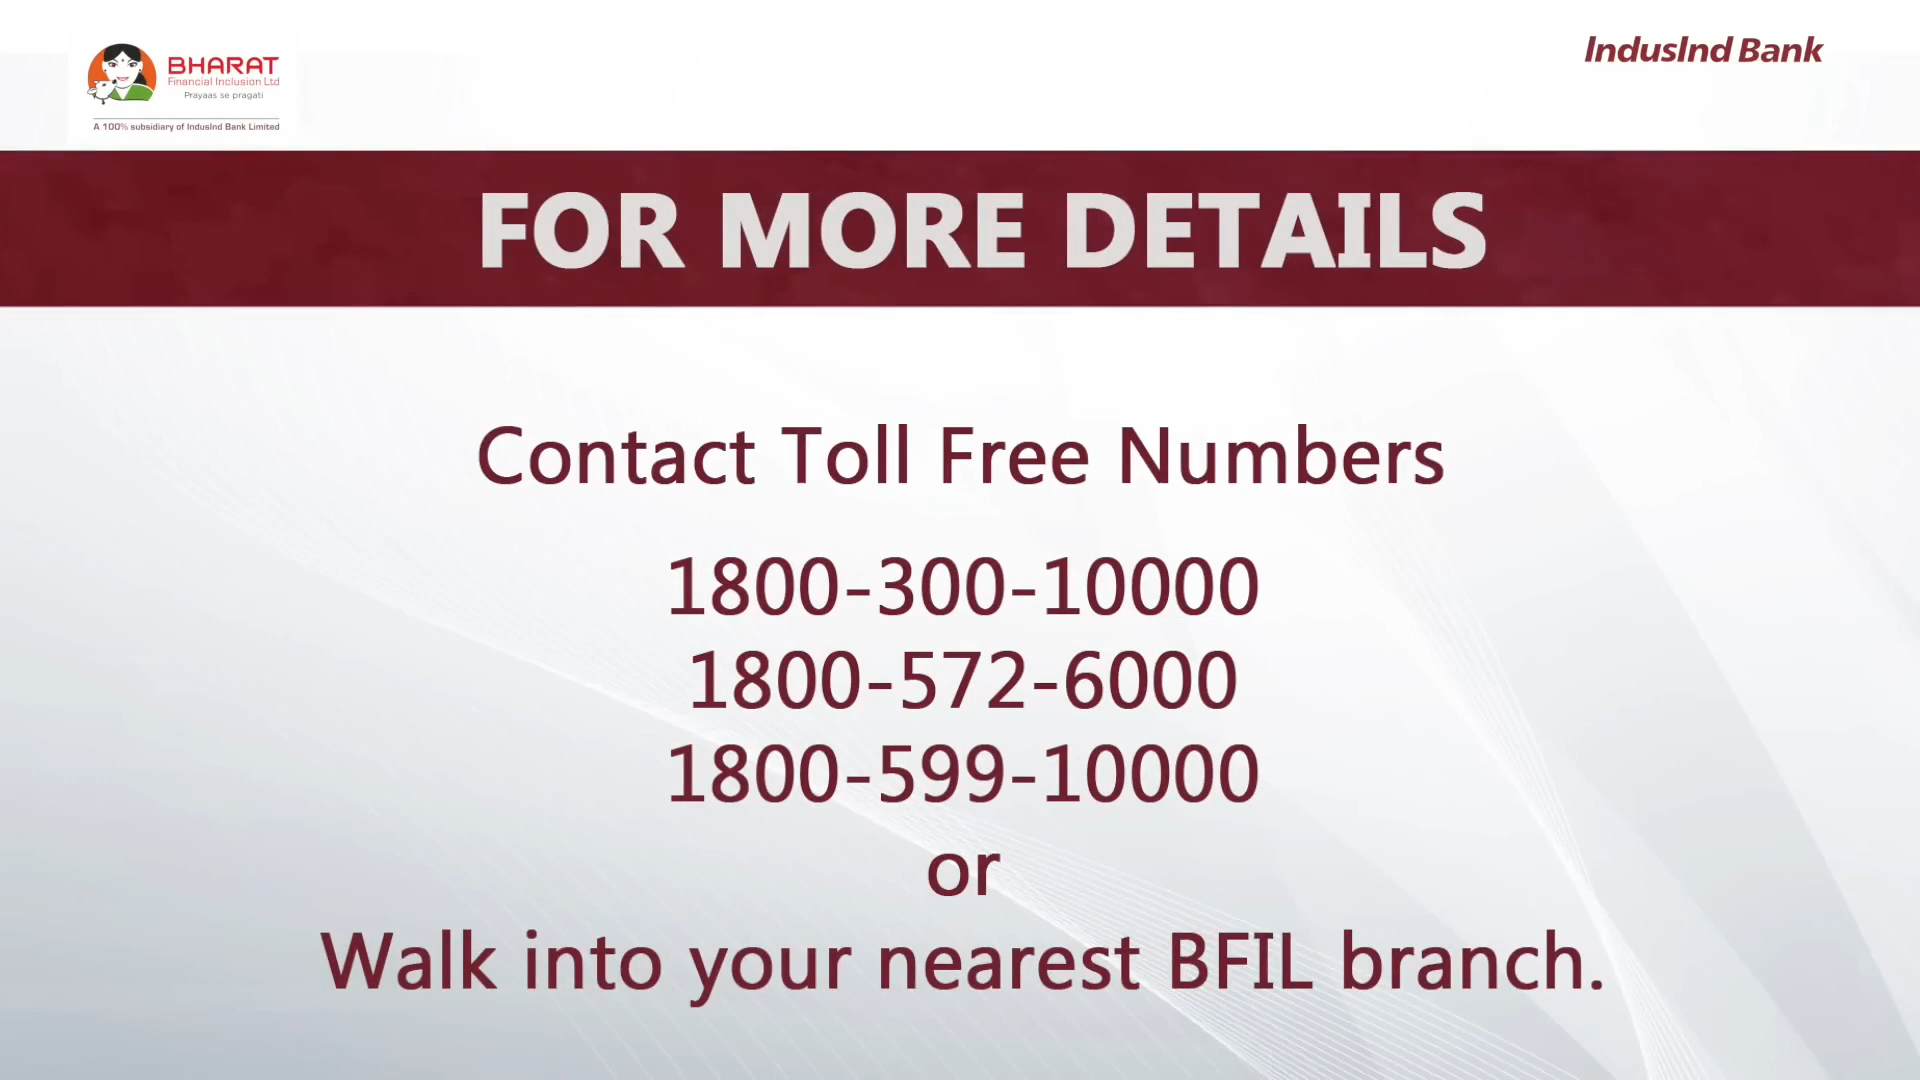 BHARAT
Financial Inclusion Ltd
Prayaas se pragati
A 100% subsidiary of IndusInd Bank Limited
IndusInd Bank
FOR MORE DETAILS
Contact Toll Free Numbers
1800-300-10000
1800-572-6000
1800-599-10000
or
Walk into your nearest BFIL branch.